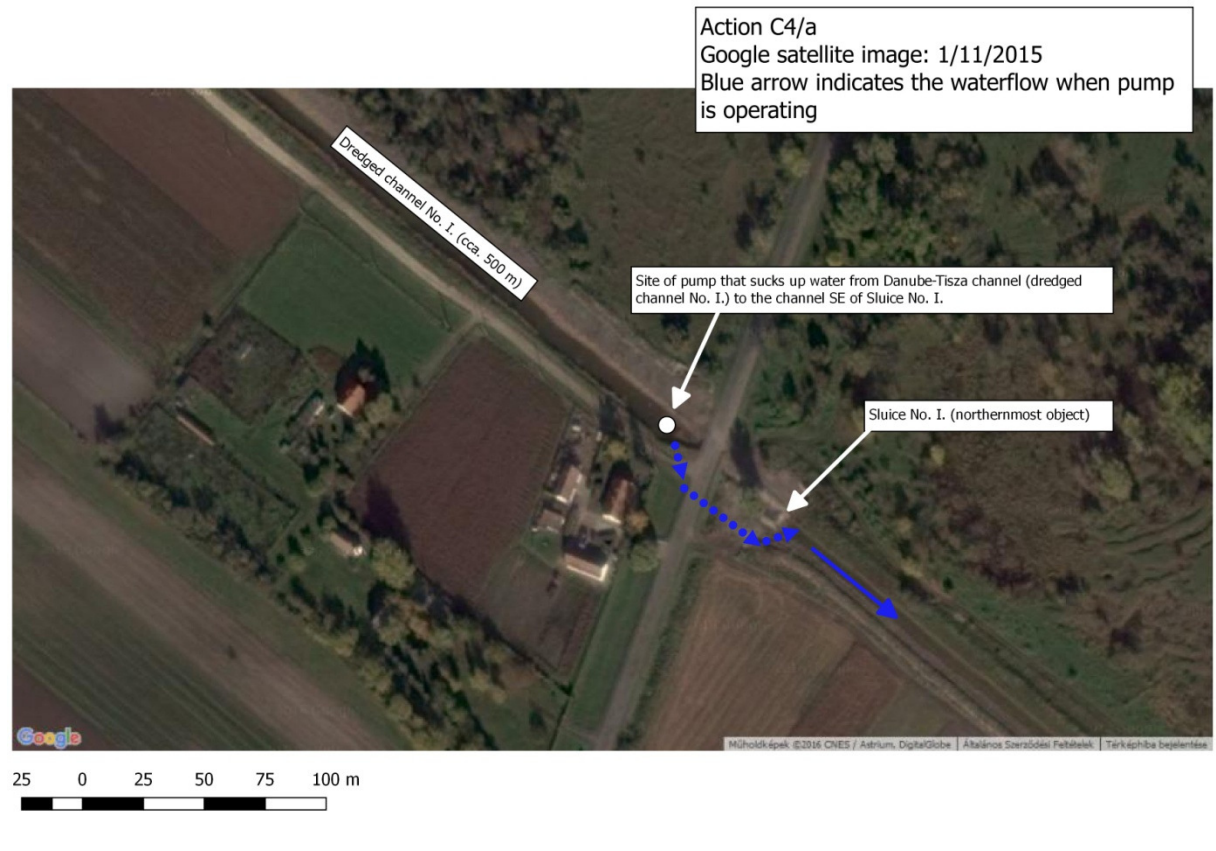 Action C4/a
Google satellite image: 1/11/2015
Blue arrow indicates the waterflow when pump
is operating
Dredged channel No. I. (cca. 500 m)
Site of pump that sucks up water from Danube-Tisza channel (dredged
channel No. I.) to the channel SE of Sluice No. I.
Sluice No. I. (northernmost object)
Google
Műholdképek ©2016 CNES / Astrium, DigitalGlobe
Általános Szerződési Feltételek
Térképhiba bejelentése
25 0 25 50 75 100 m